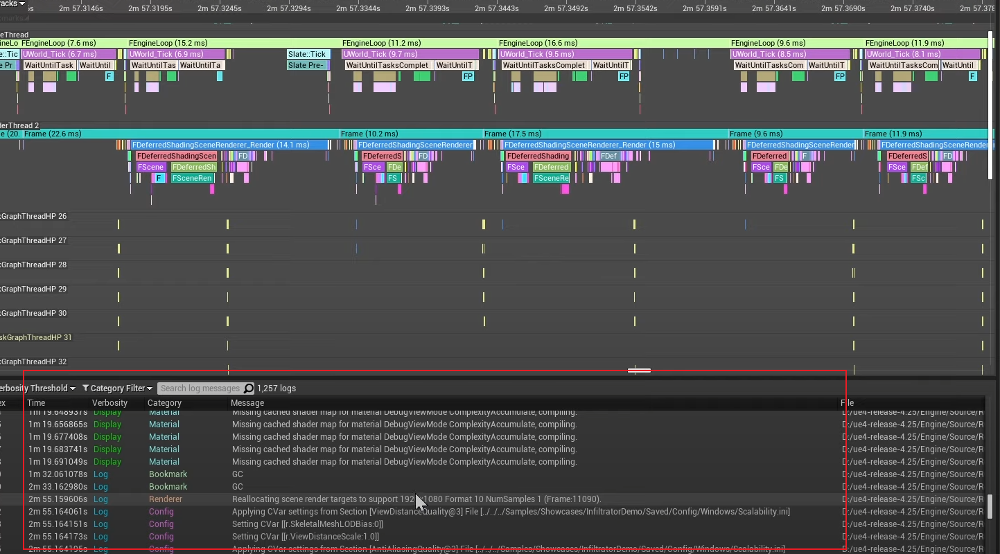 racks
2m 57.3146s 2m 57.3195s 2m 57.3245s 2m 57.3294s 2m 57.3344s 2m 57.3393s 2m 57.3443s 2m 57.3492s 2m 57.3542s 2m 57.3591s 2m 57.3641s 2m 57.3690s 2m 57.3740s 2m 57.378
eThread
ngineLo FEngineLoop (7.6 ms) FEngineLoop (15.2 ms) FEngineLoop (11.2 ms) FEngineLoop (16.6 ms) FEngineLoop (9.6 ms) FEngineLoop (11.9 ms)
e::Tic UWorld_Tick (6.7 ms) UWorld_Tick (6.9 ms) Slate::Tick UWorld_Tick (9.7 ms) UWorld_Tick (9.5 ms) UWorld_Tick (8.5 ms) UWorld_Tick (8.1 ms)
e Pr WaitUntilTask WaitUntil WaitUntilTas WaitUntilTa Slate Pre- WaitUntilTasksComplet WaitUntilT WaitUntilTasksComplet WaitUntilT WaitUntilTasksCom WaitUntilT WaitUntilTasksCom WaitUntil
F FP FP FP F
derThread 2
e (20. Frame (22.6 ms) Frame (10.2 ms) Frame (17.5 ms) Frame (9.6 ms) Frame (11.9 ms)
FDeferredShadingSceneRenderer_Render (14.1 ms) FDeferredShadingSceneRenderer FDeferredShadingSceneRenderer_Render (15 ms) FDeferredShadingSceneRender FDeferredShadingSceneRender
FDeferredShadingScen FD FDeferredS FD FDeferredShading FDef FDeferred F FDeferredS FD
FScene FDeferredSh FSce FDe FSce FDeferred FSce FDe FSce FDef
F FSceneRen FS FSceneRe FS FSc
kGraphThreadHP 26
kGraphThreadHP 27
kGraphThreadHP 28
kGraphThreadHP 29
kGraphThreadHP 30
skGraphThreadHP 31
kGraphThreadHP 32
erbosity Threshold Category Filter Search log messages 1,257 logs
ex Time Verbosity Category Message File
1m 19.648937s Display Material Missing cached shader map for material DebugViewMode ComplexityAccumulate, compiling. D:/ue4-release-4.25/Engine/Source/R
1m 19.656865s Display Material Missing cached shader map for material DebugViewMode ComplexityAccumulate, compiling. D:/ue4-release-4.25/Engine/Source/R
1m 19.677408s Display Material Missing cached shader map for material DebugViewMode ComplexityAccumulate, compiling. D:/ue4-release-4.25/Engine/Source/R
1m 19.683741s Display Material Missing cached shader map for material DebugViewMode ComplexityAccumulate, compiling. D:/ue4-release-4.25/Engine/Source/R
1m 19.691049s Display Material Missing cached shader map for material DebugViewMode ComplexityAccumulate, compiling. D:/ue4-release-4.25/Engine/Source/R
1m 32.061078s Log Bookmark GC D:/ue4-release-4.25/Engine/Source/R
2m 33.162980s Log Bookmark GC D:/ue4-release-4.25/Engine/Source/R
2m 55.159606s Log Renderer Reallocating scene render targets to support 192 1080 Format 10 NumSamples 1 (Frame:11090). D:/ue4-release-4.25/Engine/Source/R
2m 55.164061s Log Config Applying CVar settings from Section [ViewDistanceQuality@3] File [../../../Samples/Showcases/InfiltratorDemo/Saved/Config/Windows/Scalability.ini] D:/ue4-release-4.25/Engine/Source/R
2m 55.164151s Log Config Setting CVar [[r.SkeletalMeshLODBias:0]] D:/ue4-release-4.25/Engine/Source/R
2m 55.164173s Log Config Setting CVar [[r.ViewDistanceScale:1.0]] D:/ue4-release-4.25/Engine/Source/R
2m 55.164195s Log Config Applying CVar settings from Section [AntiAliasingQuality@3] File [../../../Samples/Showcases/InfiltratorDemo/Saved/Config/Windows/Scalability.ini] D:/ue4-release-4.25/Engine/Source/R